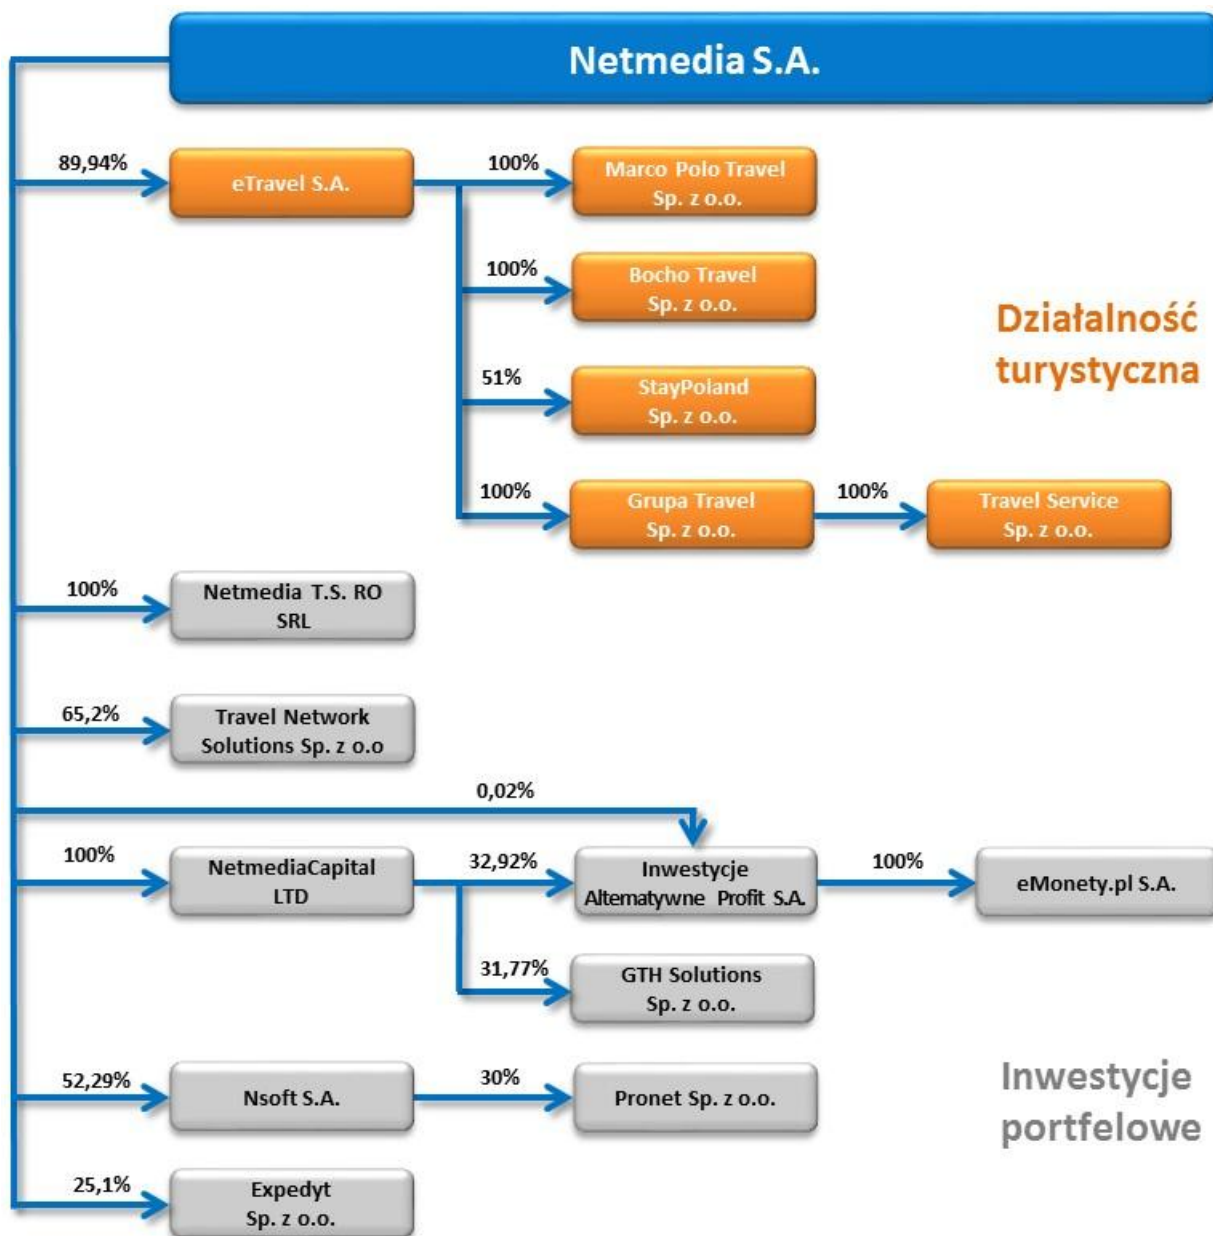 Netmedia S.A.
89,94%
eTravel S.A.
100%
Marco Polo Travel
Sp. z o.o.
100%
Bocho Travel
Sp. z o.o.
Działalność
turystyczna
51%
StayPoland
Sp. z o.o.
100%
Grupa Travel
Sp. z o.o.
100%
Travel Service
Sp. z o.o.
100%
Netmedia T.S. RO
SRL
65,2%
Travel Network
Solutions Sp. z o.o
0,02%
100%
NetmediaCapital
LTD
32,92%
Inwestycje
Alternatywne Profit S.A.
100%
eMonety.pl S.A.
31,77%
GTH Solutions
Sp. z o.o.
52,29%
Nsoft S.A.
30%
Pronet Sp. z o.o.
Inwestycje
portfelowe
25,1%
Expedyt
Sp. z o.o.